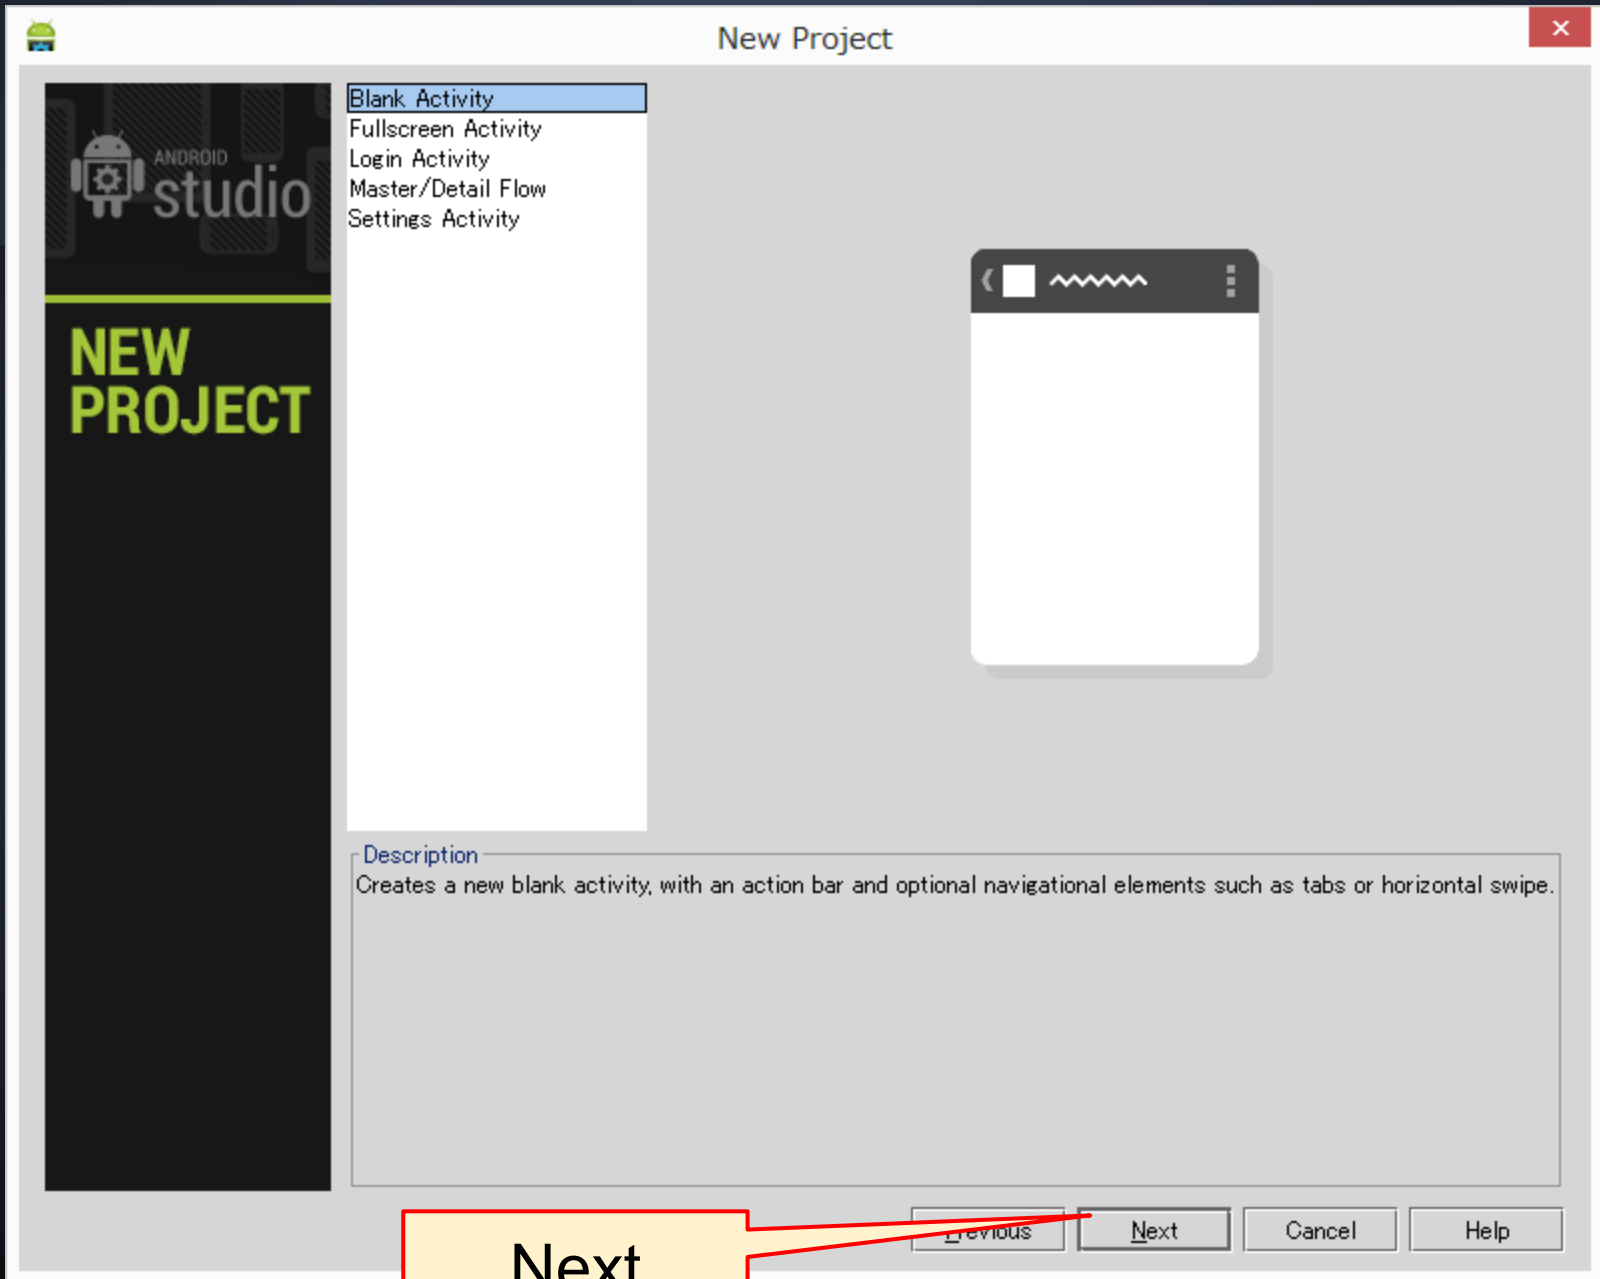 New Project
ANDROID
studio
NEW
PROJECT
Blank Activity
Fullscreen Activity
Login Activity
Master/Detail Flow
Settings Activity
Description
Creates a new blank activity, with an action bar and optional navigational elements such as tabs or horizontal swipe.
Previous Next Cancel Help
Next